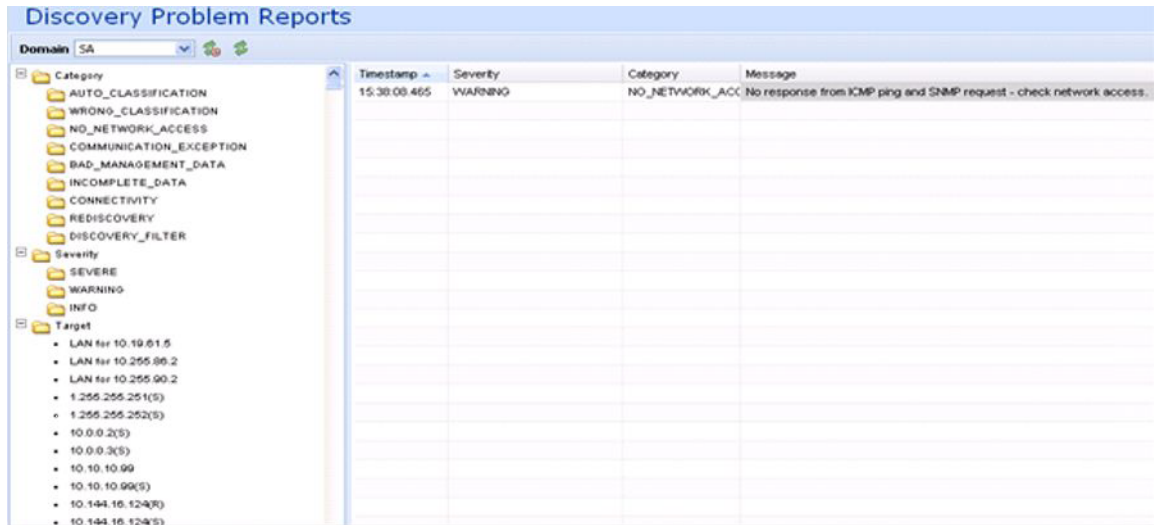 Discovery Problem Reports
Domain SA
Category
AUTO_CLASSIFICATION
WRONG_CLASSIFICATION
NO_NETWORK_ACCESS
COMMUNICATION_EXCEPTION
BAD_MANAGEMENT_DATA
INCOMPLETE_DATA
CONNECTIVITY
REDISCOVERY
DISCOVERY_FILTER
Severity
SEVERE
WARNING
INFO
Target
LAN for 10.19.61.5
LAN for 10.255.86.2
LAN for 10.255.90.2
1.255.255.251(S)
1.255.255.252(S)
10.0.0.2(S)
10.0.0.3(S)
10.10.10.99
10.10.10.99(S)
10.144.16.124(R)
10.144.16.124(S)
Timestamp Severity Category Message
15:38:08.465 WARNING NO_NETWORK_ACC No response from ICMP ping and SNMP request - check network access.